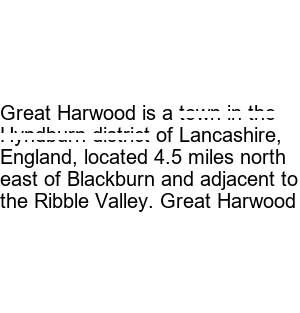 Great Harwood is a town in the
Hyndburn district of Lancashire,
England, located 4.5 miles north
east of Blackburn and adjacent to
the Ribble Valley. Great Harwood